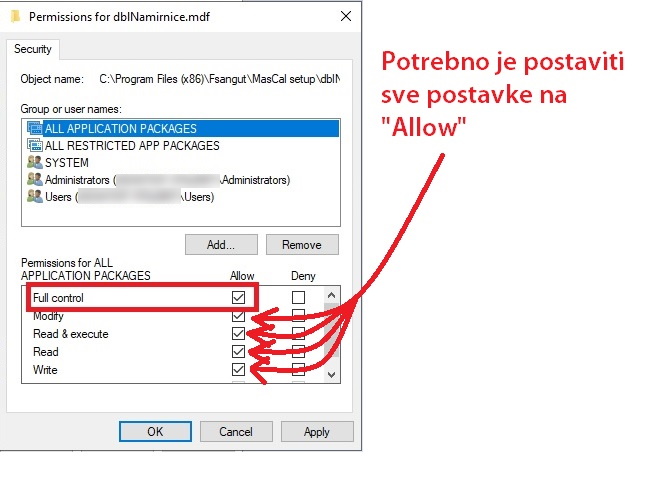 Permissions for dblNamirnice.mdf
Security
Object name: C:\Program Files (x86)\Fsangut\MasCal setup\dblN
Group or user names:
ALL APPLICATION PACKAGES
ALL RESTRICTED APP PACKAGES
SYSTEM
Administrators ( \Administrators)
Users ( \Users)
Add...
Remove
Permissions for ALL
APPLICATION PACKAGES
Allow
Deny
Full control
Modify
Read & execute
Read
Write
OK
Cancel
Apply
Potrebno je postaviti
sve postavke na
"Allow"